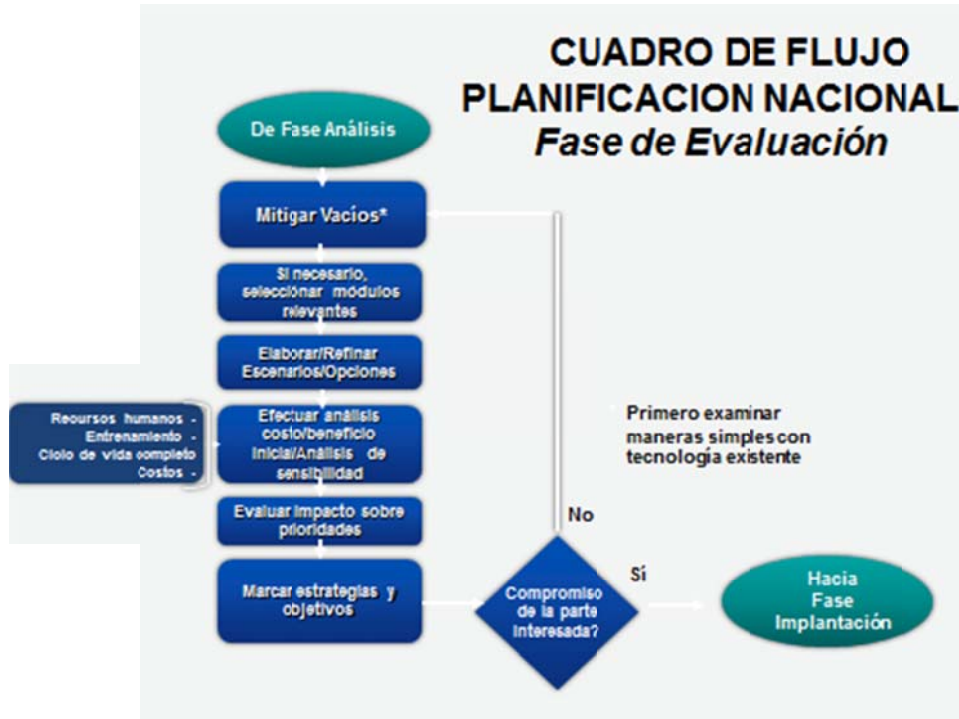 CUADRO DE FLUJO
PLANIFICACION NACIONAL
Fase de Evaluación
De Fase Análisis
Mitigar Vacíos*
Si necesario,
selecciónar módulos
relevantes
Elaborar/Refinar
Escenarios/Opciones
Recursos humanos -
Entrenamiento -
Ciclo de vida completo
Costos -
Efectuar análisis
costo/beneficio
Inicial/Análisis de
sensibilidad
Primero examinar
maneras simples con
tecnología existente
Evaluar impacto sobre
prioridades
No
Marcar estrategias y
objetivos
Compromiso
de la parte
Interesada?
Sí
Hacia
Fase
Implantación